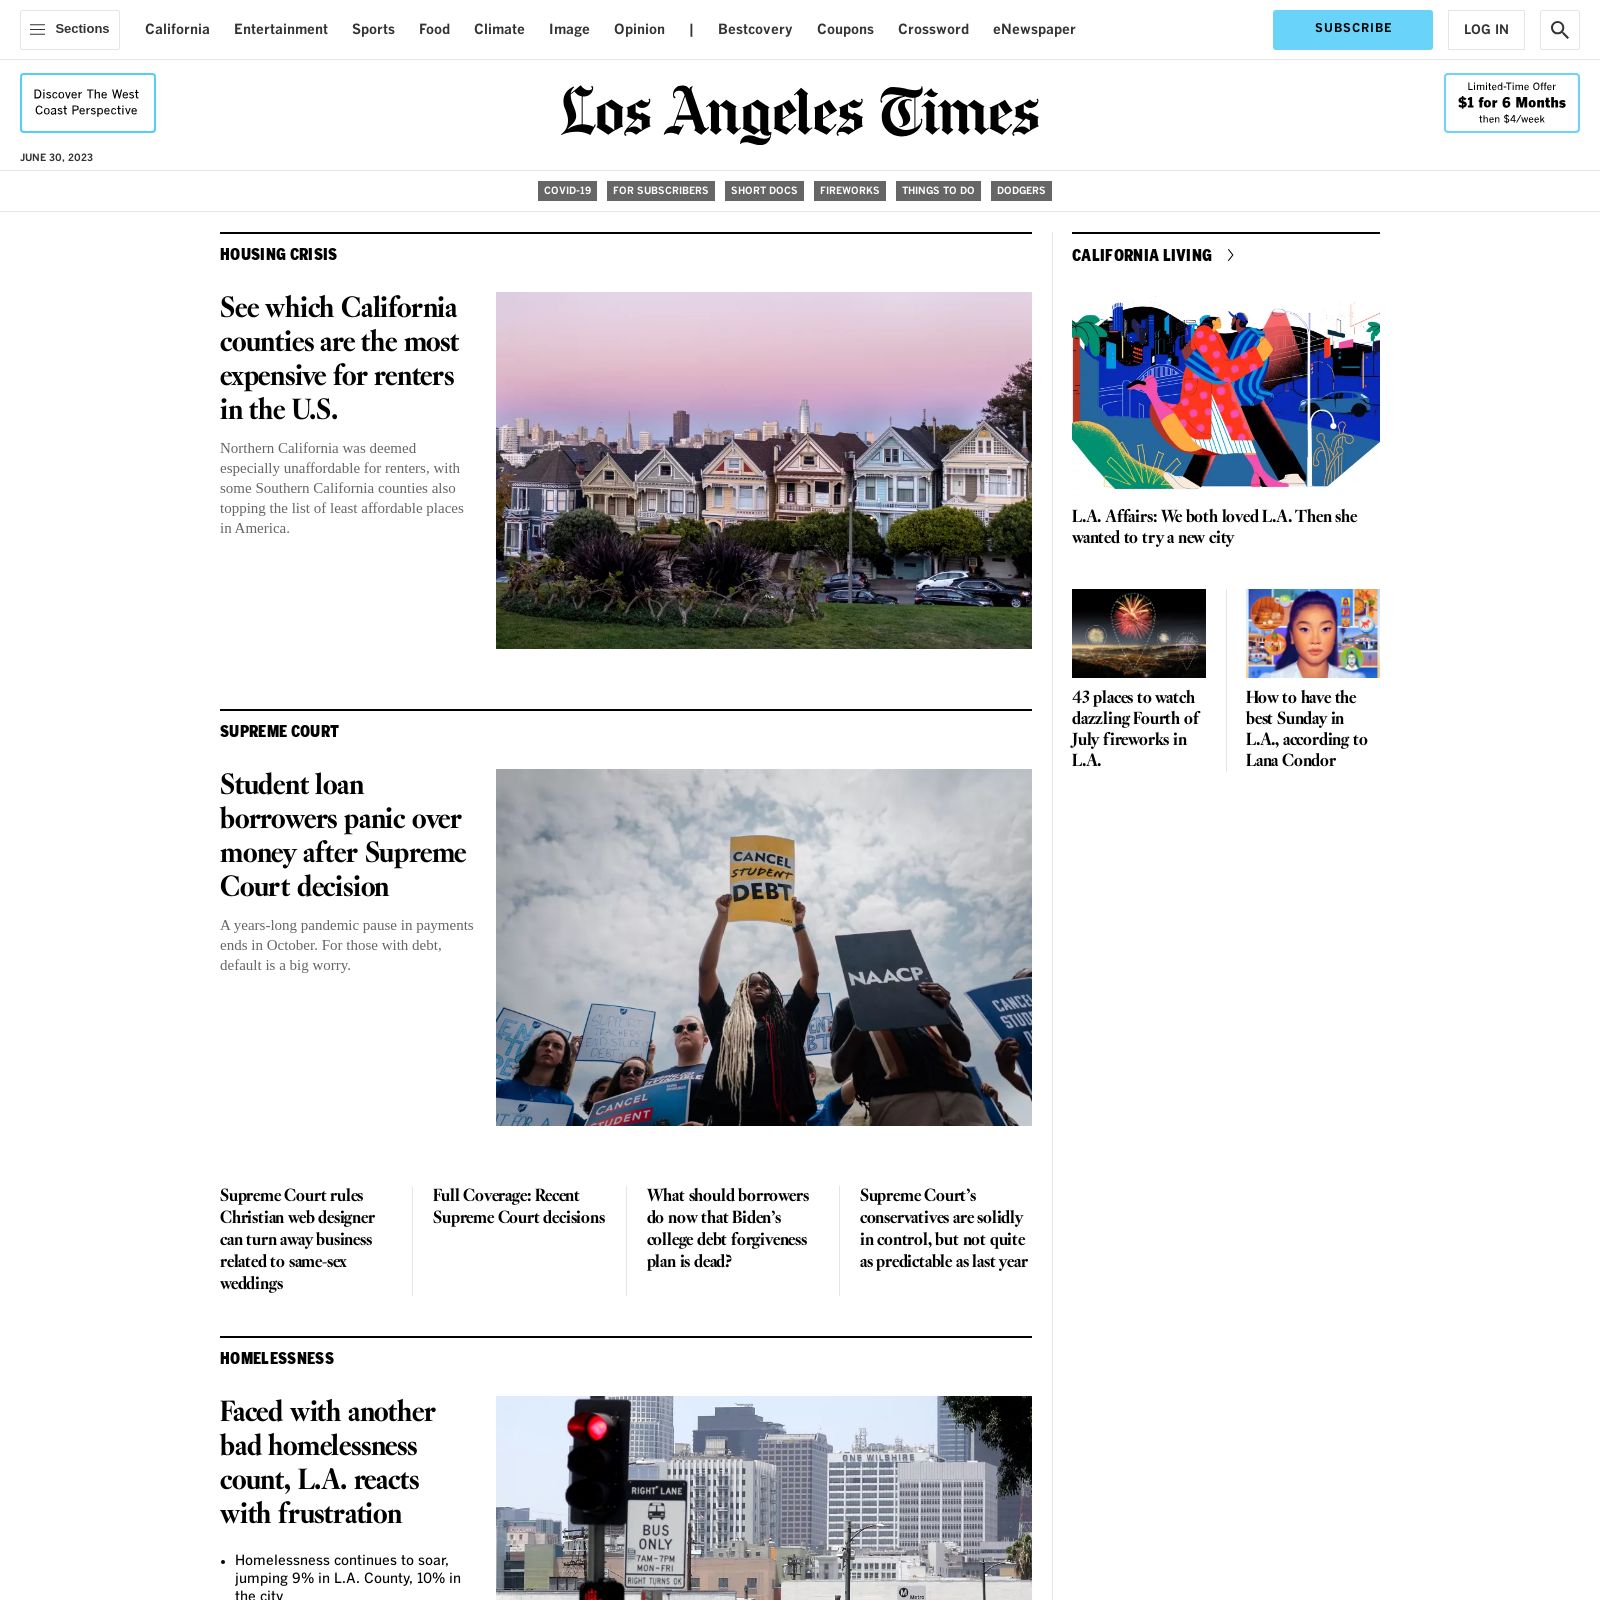 Sections
California
Entertainment
Sports
Food
Climate
Image
Opinion
|
Bestcovery
Coupons
Crossword
eNewspaper
SUBSCRIBE
LOG IN
Discover The West
Coast Perspective
Los Angeles Times
Limited-Time Offer
$1 for 6 Months
then $4/week
JUNE 30, 2023
COVID-19
FOR SUBSCRIBERS
SHORT DOCS
FIREWORKS
THINGS TO DO
DODGERS
HOUSING CRISIS
See which California
counties are the most
expensive for renters
in the U.S.
Northern California was deemed
especially unaffordable for renters, with
some Southern California counties also
topping the list of least affordable places
in America.
CALIFORNIA LIVING
L.A. Affairs: We both loved L.A. Then she
wanted to try a new city
43 places to watch
dazzling Fourth of
July fireworks in
L.A.
How to have the
best Sunday in
L.A., according to
Lana Condor
SUPREME COURT
Student loan
borrowers panic over
money after Supreme
Court decision
A years-long pandemic pause in payments
ends in October. For those with debt,
default is a big worry.
CANCEL
STUDENT
DEBT
NAACP
SUPPORT
TEACHERS
END STUDENT
DEBT
CANCEL
STUDENT
Supreme Court rules
Christian web designer
can turn away business
related to same-sex
weddings
Full Coverage: Recent
Supreme Court decisions
What should borrowers
do now that Biden's
college debt forgiveness
plan is dead?
Supreme Court's
conservatives are solidly
in control, but not quite
as predictable as last year
HOMELESSNESS
Faced with another
bad homelessness
count, L.A. reacts
with frustration
• Homelessness continues to soar,
jumping 9% in L.A. County, 10% in
the city
ONE WILSHIRE
RIGHT LANE
BUS
ONLY
7AM–7PM
MON–FRI
RIGHT TURNS OK
M Metro